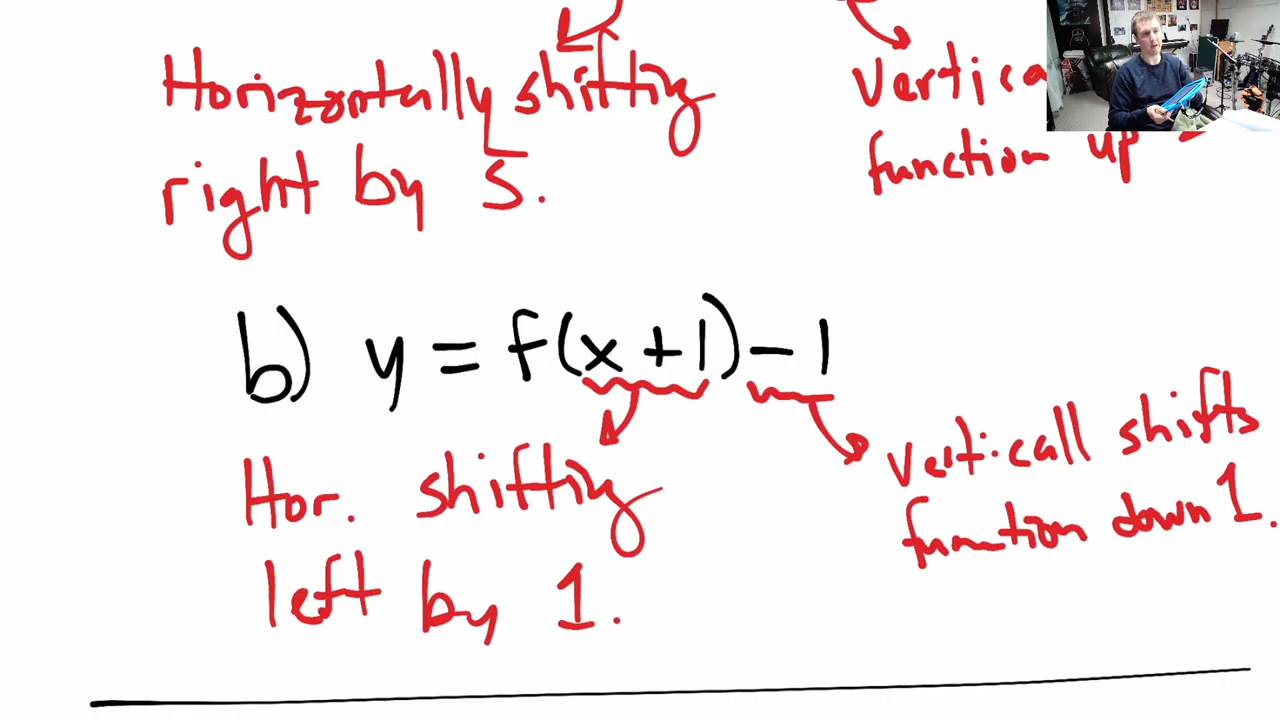 Horizontally shifting
right by 5.
vertica
function up
b) y = f(x+1) - 1
Hor. shifting
left by 1.
verticall shifts
function down 1.